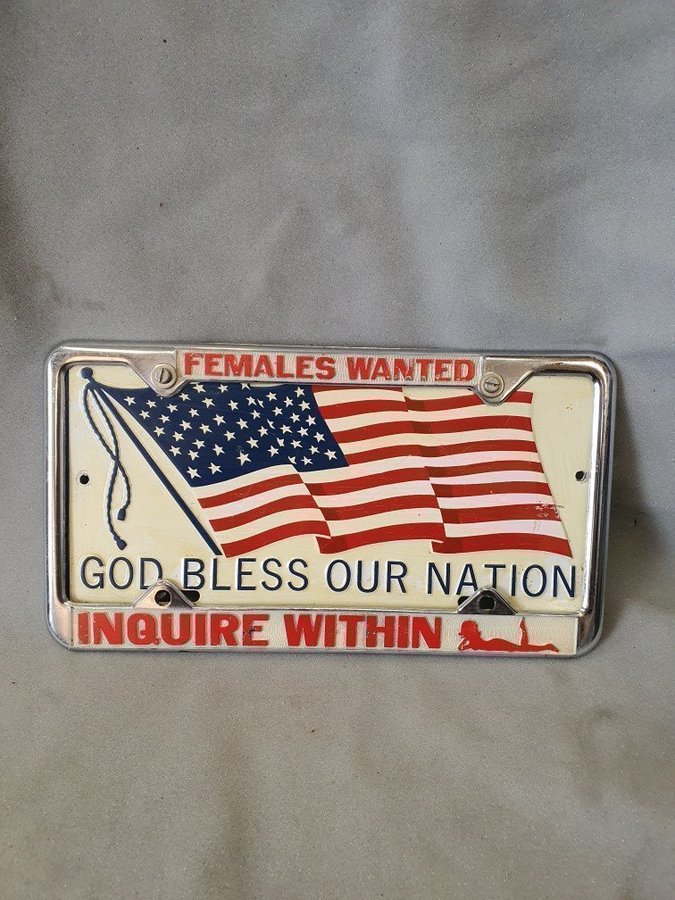 FEMALES WANTED
GOD BLESS OUR NATION
INQUIRE WITHIN